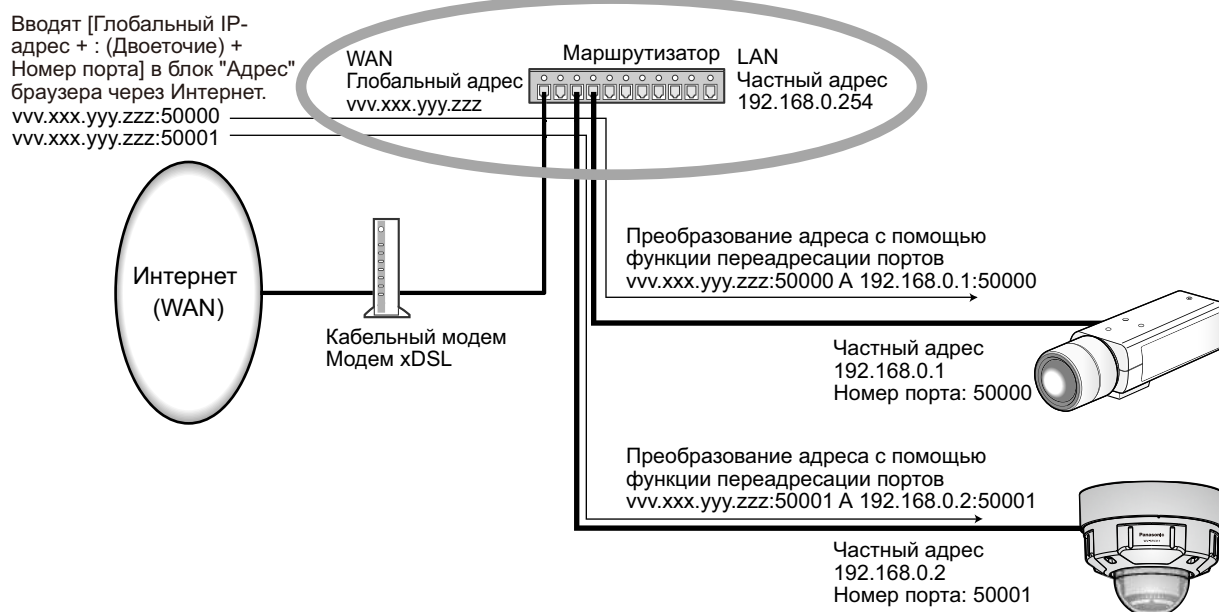 Вводят [Глобальный IP-
адрес + : (Двоеточие) +
Номер порта] в блок "Адрес"
браузера через Интернет.
vvv.xxx.yyy.zzz:50000
vvv.xxx.yyy.zzz:50001
WAN
Глобальный адрес
vvv.xxx.yyy.zzz
Маршрутизатор
LAN
Частный адрес
192.168.0.254
Интернет
(WAN)
Кабельный модем
Модем xDSL
Преобразование адреса с помощью
функции переадресации портов
vvv.xxx.yyy.zzz:50000 А 192.168.0.1:50000
Частный адрес
192.168.0.1
Номер порта: 50000
Преобразование адреса с помощью
функции переадресации портов
vvv.xxx.yyy.zzz:50001 А 192.168.0.2:50001
Panasonic
Частный адрес
192.168.0.2
Номер порта: 50001